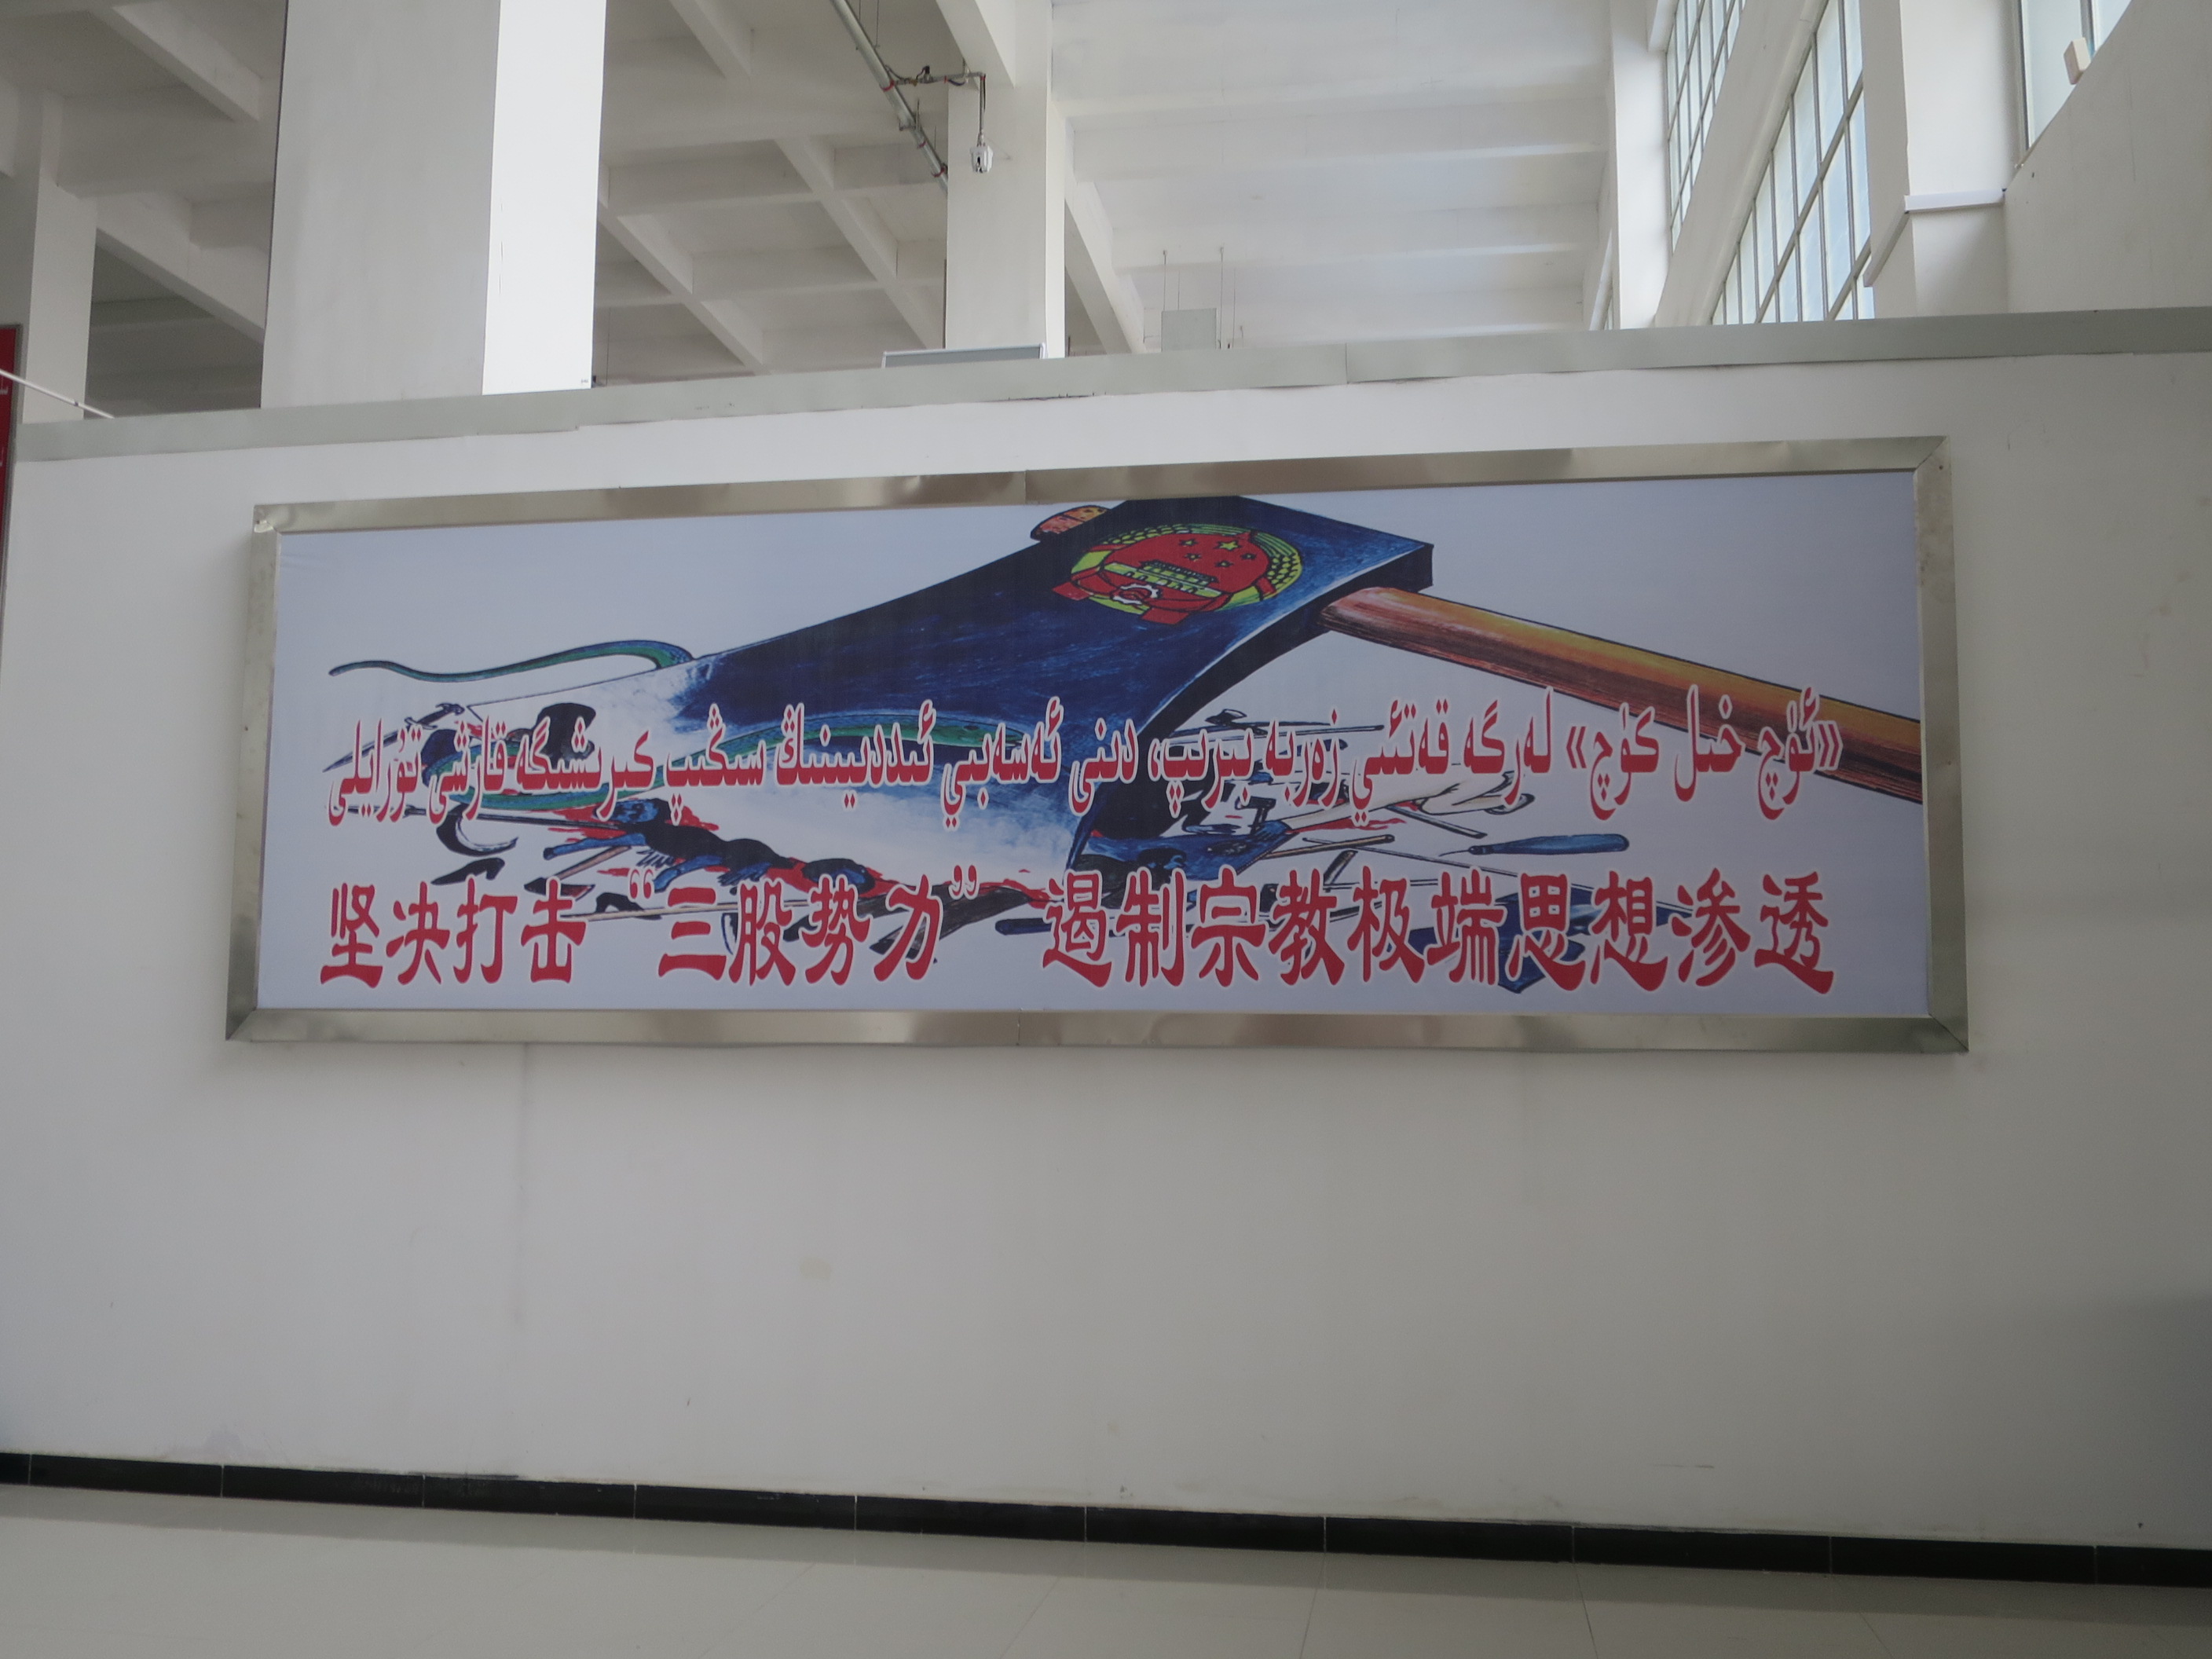 «ئۈچ خىل كۈچ» لەرگە قەتئىي زەربە بېرىپ، دىنى ئەسەبىي ئىددىيىنىڭ سىڭىپ كىرىشىگە قارشى تۇرايلى
坚决打击“三股势力” 遏制宗教极端思想渗透